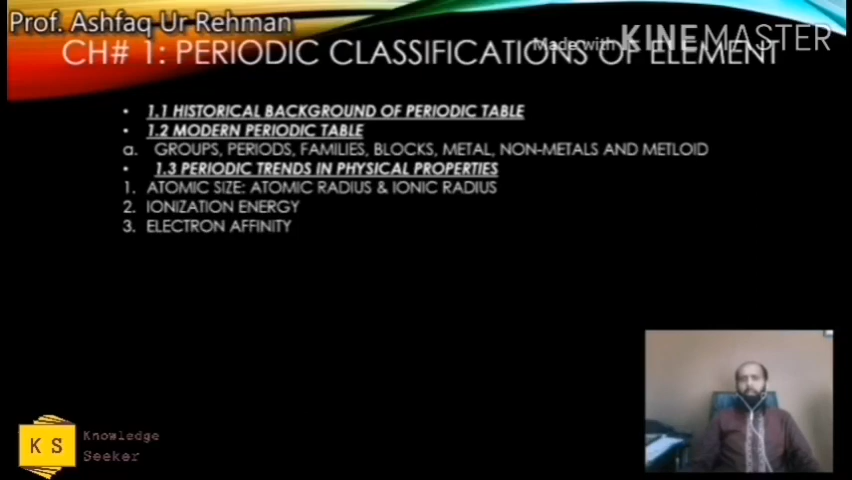 Prof. Ashfaq Ur Rehman
Made with KINEMASTER
CH# 1: PERIODIC CLASSIFICATIONS OF ELEMENT
• 1.1 HISTORICAL BACKGROUND OF PERIODIC TABLE
• 1.2 MODERN PERIODIC TABLE
a. GROUPS, PERIODS, FAMILIES, BLOCKS, METAL, NON-METALS AND METLOID
• 1.3 PERIODIC TRENDS IN PHYSICAL PROPERTIES
1. ATOMIC SIZE: ATOMIC RADIUS & IONIC RADIUS
2. IONIZATION ENERGY
3. ELECTRON AFFINITY
K S
Knowledge
Seeker